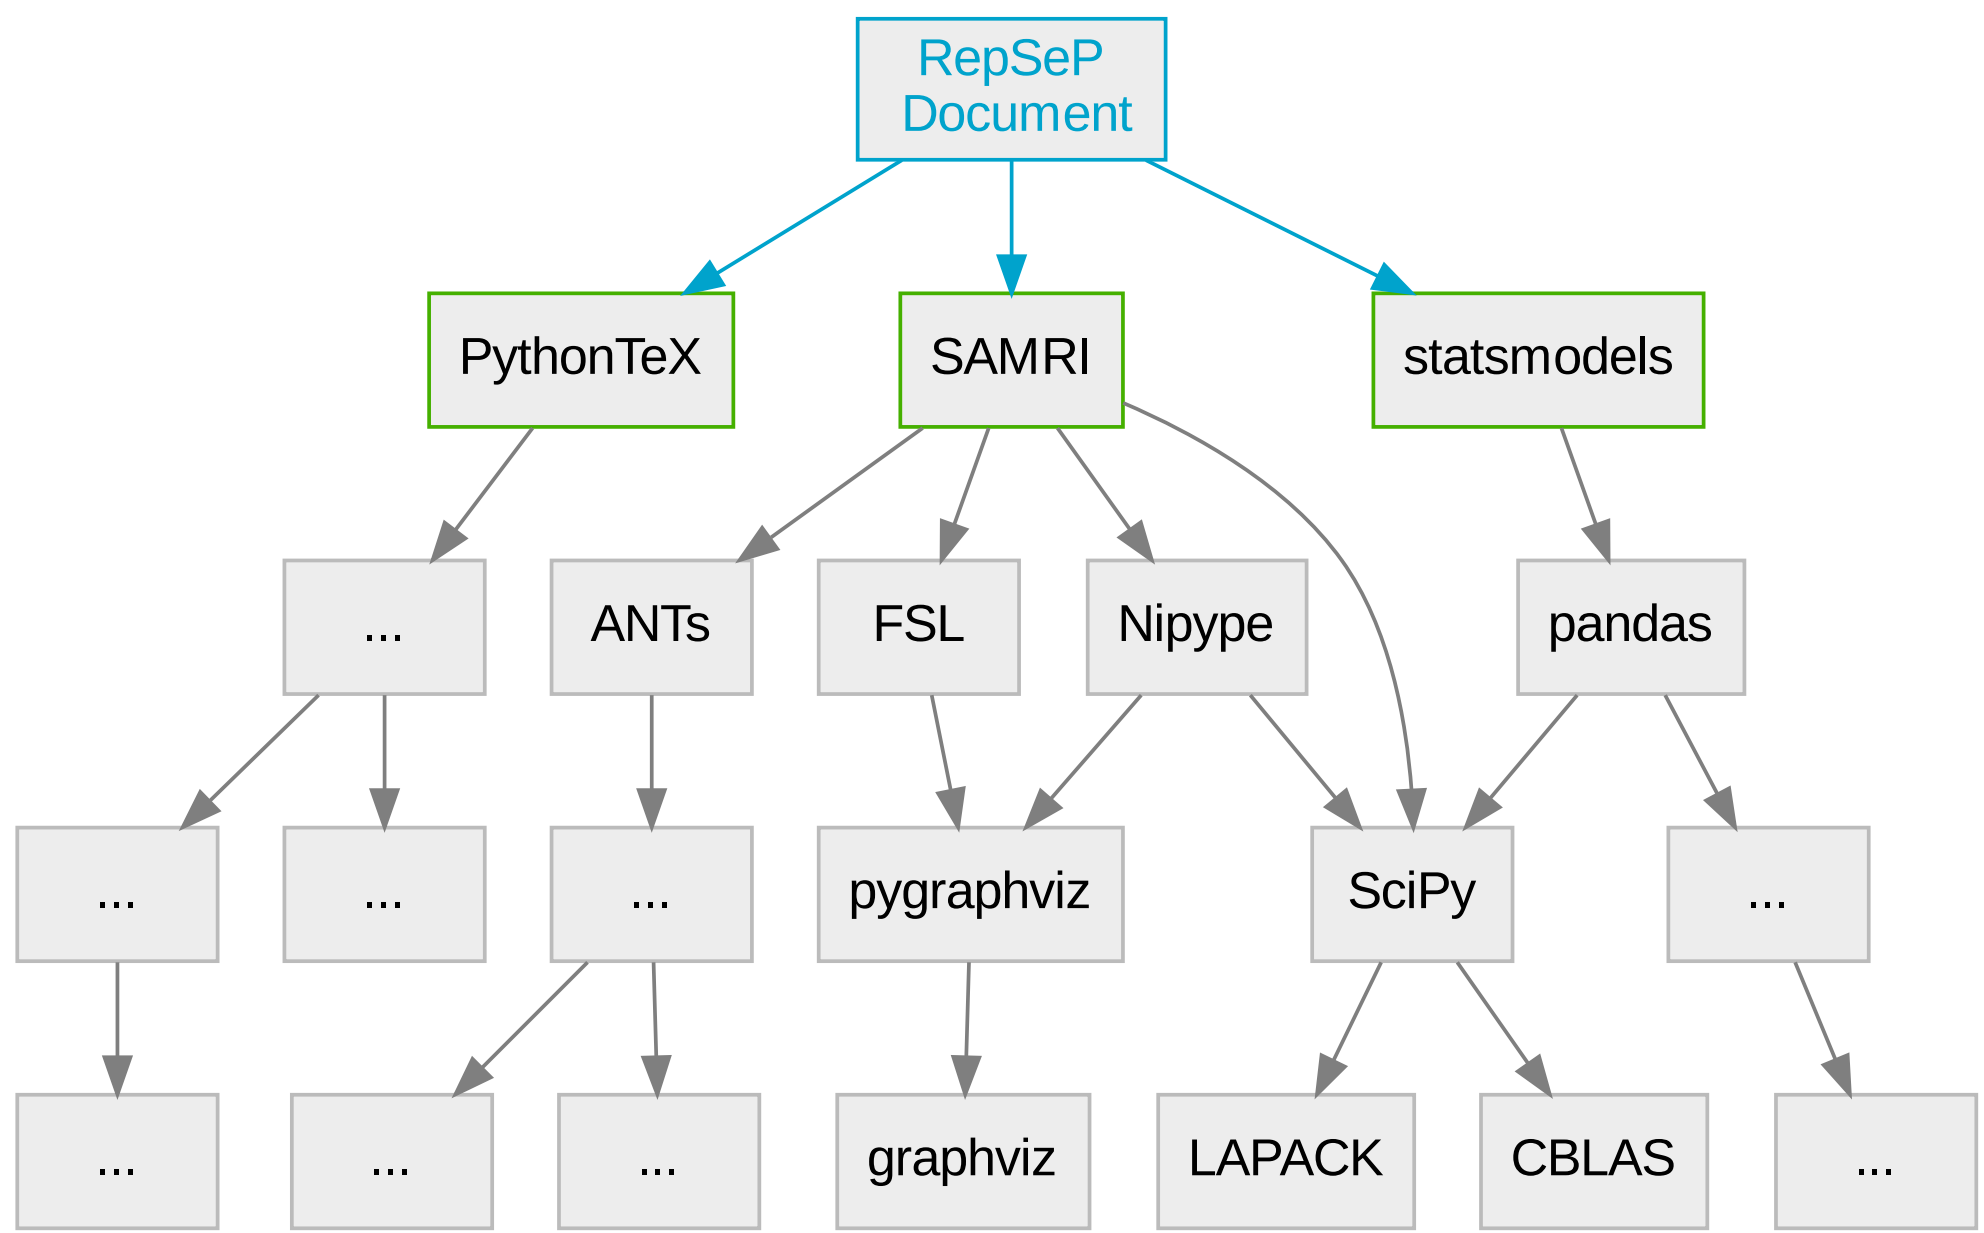 RepSeP
Document
PythonTeX
SAMRI
statsmodels
...
ANTs
FSL
Nipype
pandas
...
...
...
pygraphviz
SciPy
...
...
...
...
graphviz
LAPACK
CBLAS
...